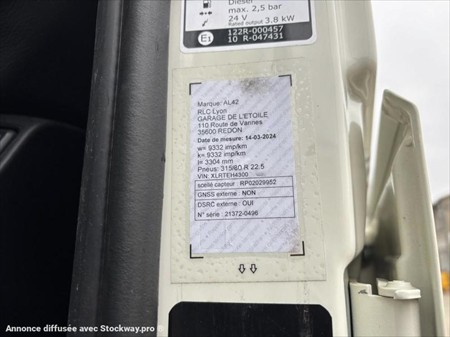 Diesel
max. 2,5 bar
24 V Rated output 3.8 kW
E1 122R-000457
10 R-047431
Marque: AL42
RLC-Lyon
GARAGE DE L'ETOILE
110 Route de Vannes
35600 REDON
Date de mesure: 14-03-2024
w= 9332 imp/km
k= 9332 imp/km
l= 3304 mm
Pneus: 315/60 R 22.5
VIN: XLRTEH4300
scellé capteur : RP02029952
GNSS externe : NON
DSRC externe : OUI
N° série : 21372-0496
Annonce diffusée avec Stockway.pro